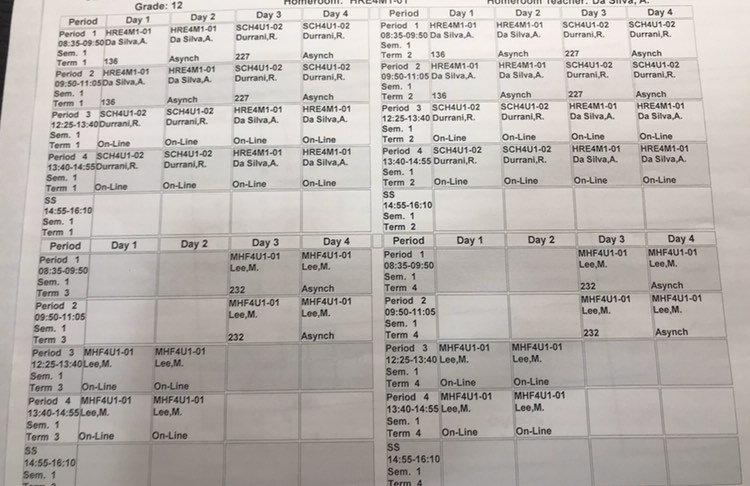 Grade: 12 Homeroom: HRE4M1-01 Homeroom Teacher: Da Silva, A.
Period Day 1 Day 2 Day 3 Day 4
Period 1 HRE4M1-01 HRE4M1-01 SCH4U1-02 SCH4U1-02
08:35-09:50 Da Silva,A. Da Silva,A. Durrani,R. Durrani,R.
Sem. 1
Term 1 136 Asynch 227 Asynch
Period 2 HRE4M1-01 HRE4M1-01 SCH4U1-02 SCH4U1-02
09:50-11:05 Da Silva,A. Da Silva,A. Durrani,R. Durrani,R.
Sem. 1
Term 1 136 Asynch 227 Asynch
Period 3 SCH4U1-02 SCH4U1-02 HRE4M1-01 HRE4M1-01
12:25-13:40 Durrani,R. Durrani,R. Da Silva,A. Da Silva,A.
Sem. 1
Term 1 On-Line On-Line On-Line On-Line
Period 4 SCH4U1-02 SCH4U1-02 HRE4M1-01 HRE4M1-01
13:40-14:55 Durrani,R. Durrani,R. Da Silva,A. Da Silva,A.
Sem. 1
Term 1 On-Line On-Line On-Line On-Line
SS
14:55-16:10
Sem. 1
Term 1
Period Day 1 Day 2 Day 3 Day 4
Period 1 HRE4M1-01 HRE4M1-01 SCH4U1-02 SCH4U1-02
08:35-09:50 Da Silva,A. Da Silva,A. Durrani,R. Durrani,R.
Sem. 1
Term 2 136 Asynch 227 Asynch
Period 2 HRE4M1-01 HRE4M1-01 SCH4U1-02 SCH4U1-02
09:50-11:05 Da Silva,A. Da Silva,A. Durrani,R. Durrani,R.
Sem. 1
Term 2 136 Asynch 227 Asynch
Period 3 SCH4U1-02 SCH4U1-02 HRE4M1-01 HRE4M1-01
12:25-13:40 Durrani,R. Durrani,R. Da Silva,A. Da Silva,A.
Sem. 1
Term 2 On-Line On-Line On-Line On-Line
Period 4 SCH4U1-02 SCH4U1-02 HRE4M1-01 HRE4M1-01
13:40-14:55 Durrani,R. Durrani,R. Da Silva,A. Da Silva,A.
Sem. 1
Term 2 On-Line On-Line On-Line On-Line
SS
14:55-16:10
Sem. 1
Term 2
Period Day 1 Day 2 Day 3 Day 4
Period 1 MHF4U1-01 MHF4U1-01
08:35-09:50 Lee,M. Lee,M.
Sem. 1
Term 3 232 Asynch
Period 2 MHF4U1-01 MHF4U1-01
09:50-11:05 Lee,M. Lee,M.
Sem. 1
Term 3 232 Asynch
Period 3 MHF4U1-01 MHF4U1-01
12:25-13:40 Lee,M. Lee,M.
Sem. 1
Term 3 On-Line On-Line
Period 4 MHF4U1-01 MHF4U1-01
13:40-14:55 Lee,M. Lee,M.
Sem. 1
Term 3 On-Line On-Line
SS
14:55-16:10
Sem. 1
Period Day 1 Day 2 Day 3 Day 4
Period 1 MHF4U1-01 MHF4U1-01
08:35-09:50 Lee,M. Lee,M.
Sem. 1
Term 4 232 Asynch
Period 2 MHF4U1-01 MHF4U1-01
09:50-11:05 Lee,M. Lee,M.
Sem. 1
Term 4 232 Asynch
Period 3 MHF4U1-01 MHF4U1-01
12:25-13:40 Lee,M. Lee,M.
Sem. 1
Term 4 On-Line On-Line
Period 4 MHF4U1-01 MHF4U1-01
13:40-14:55 Lee,M. Lee,M.
Sem. 1
Term 4 On-Line On-Line
SS
14:55-16:10
Sem. 1
Term 4